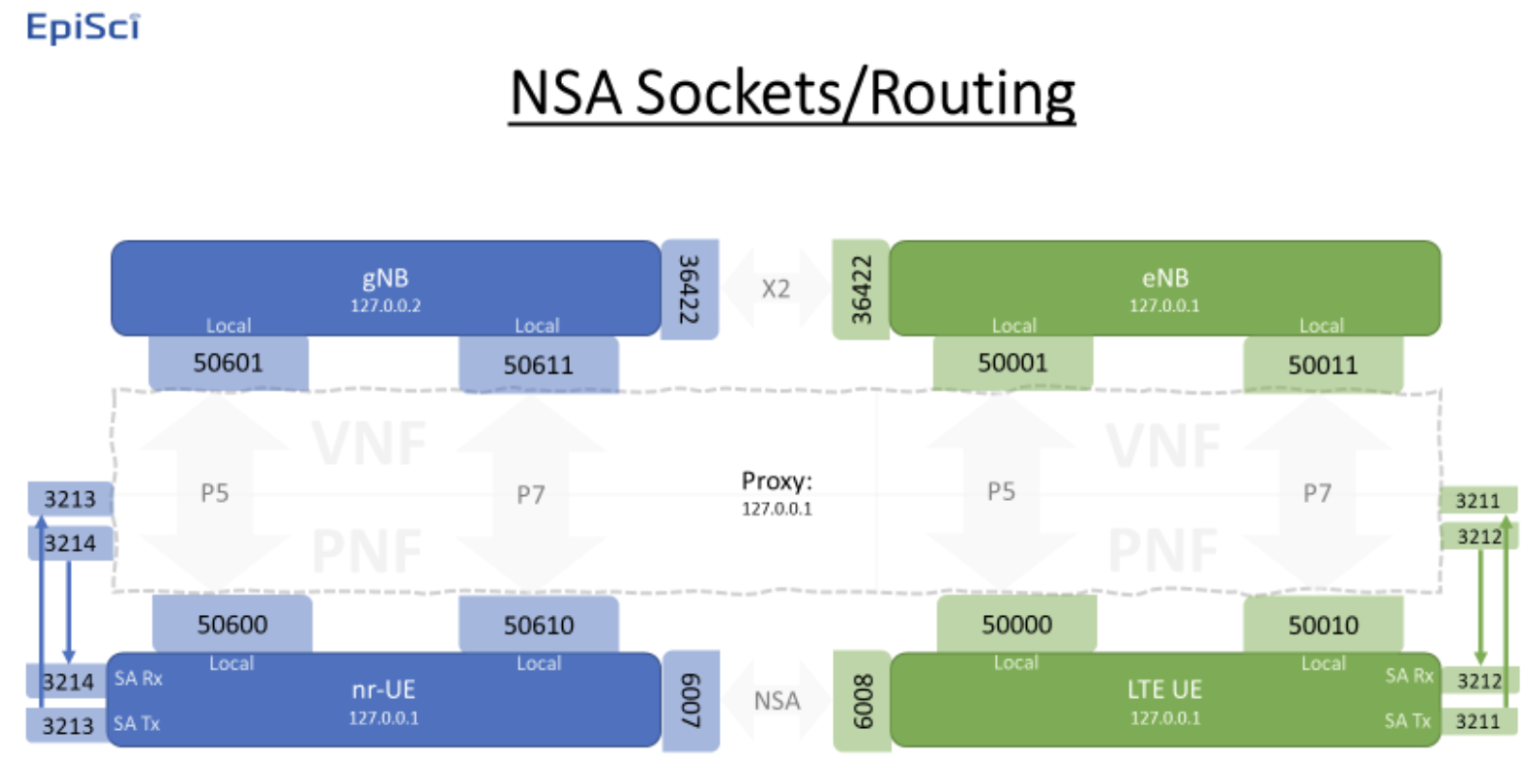 EpiSci
NSA Sockets/Routing
gNB
127.0.0.2
Local
Local
36422
X2
36422
eNB
127.0.0.1
Local
Local
50601
50611
50001
50011
VNF
VNF
P5
P7
Proxy:
127.0.0.1
P5
P7
PNF
PNF
3213
3214
3211
3212
50600
50610
50000
50010
Local
Local
Local
Local
3214
SA Rx
3213
SA Tx
nr-UE
127.0.0.1
6007
NSA
6008
LTE UE
127.0.0.1
SA Rx
3212
SA Tx
3211